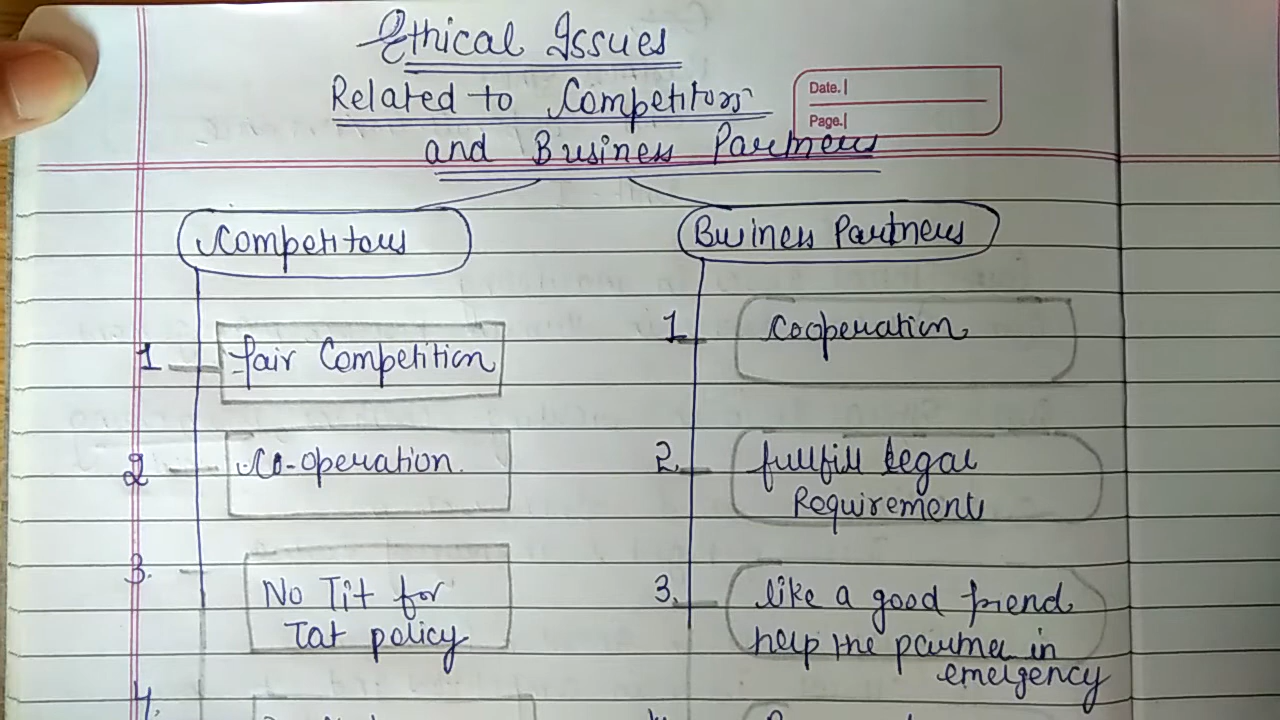 Ethical Issues
Related to Competitors
and Business Partners
Date.
Page.
Competitors
Business Partners
1 fair Competition
1. Cooperation
2 Co-operation.
2. fullfill legal
Requirements
3. No Tit for
Tat policy
3. like a good friend
help the partner in
emergency
4.